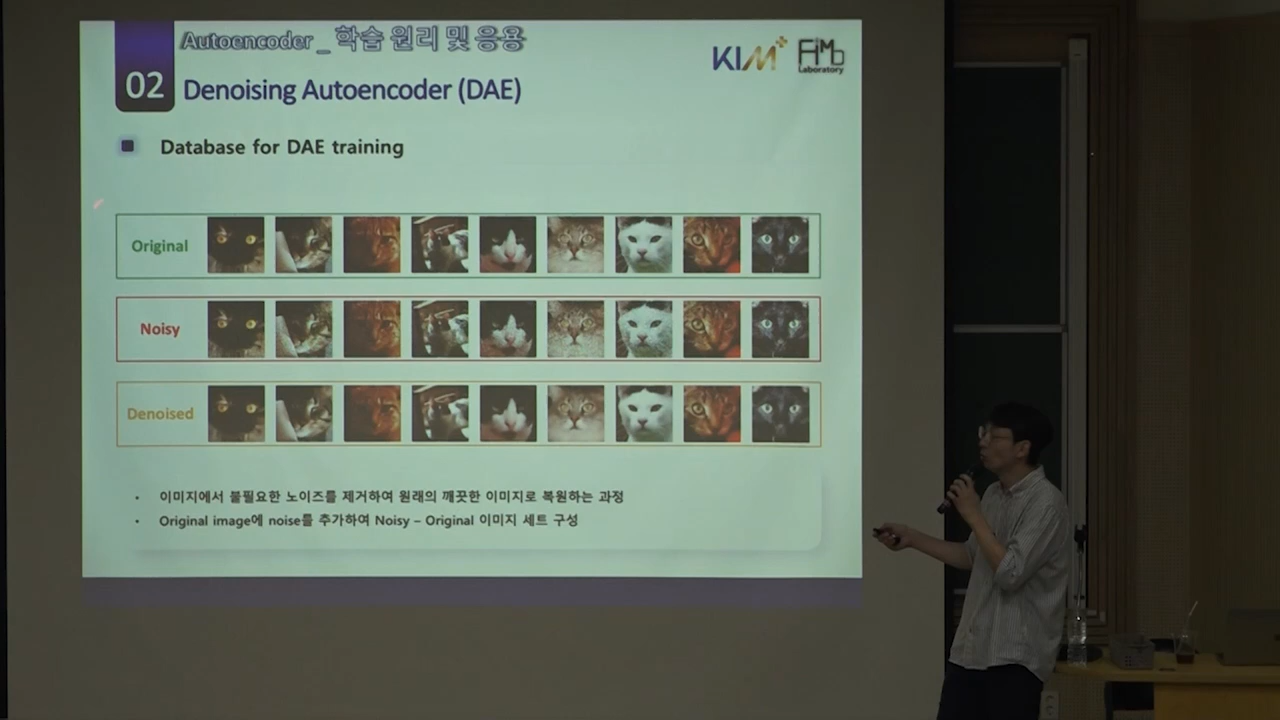 Autoencoder _ 학습 원리 및 응용
KIM+
FIMD
Laboratory
02
Denoising Autoencoder (DAE)
Database for DAE training
Original
Noisy
Denoised
• 이미지에서 불필요한 노이즈를 제거하여 원래의 깨끗한 이미지로 복원하는 과정
• Original image에 noise를 추가하여 Noisy – Original 이미지 세트 구성